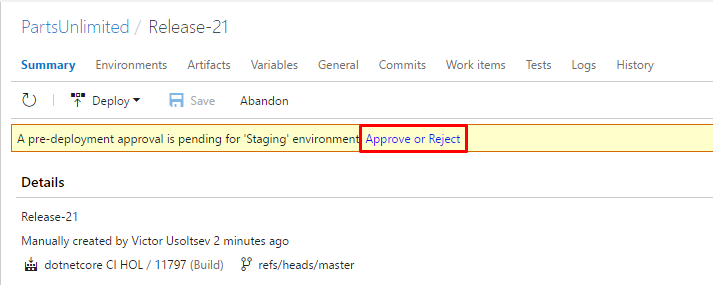 PartsUnlimited / Release-21
Summary Environments Artifacts Variables General Commits Work items Tests Logs History
Deploy Save Abandon
A pre-deployment approval is pending for 'Staging' environment Approve or Reject
Details
Release-21
Manually created by Victor Usoltsev 2 minutes ago
dotnetcore CI HOL / 11797 (Build) refs/heads/master